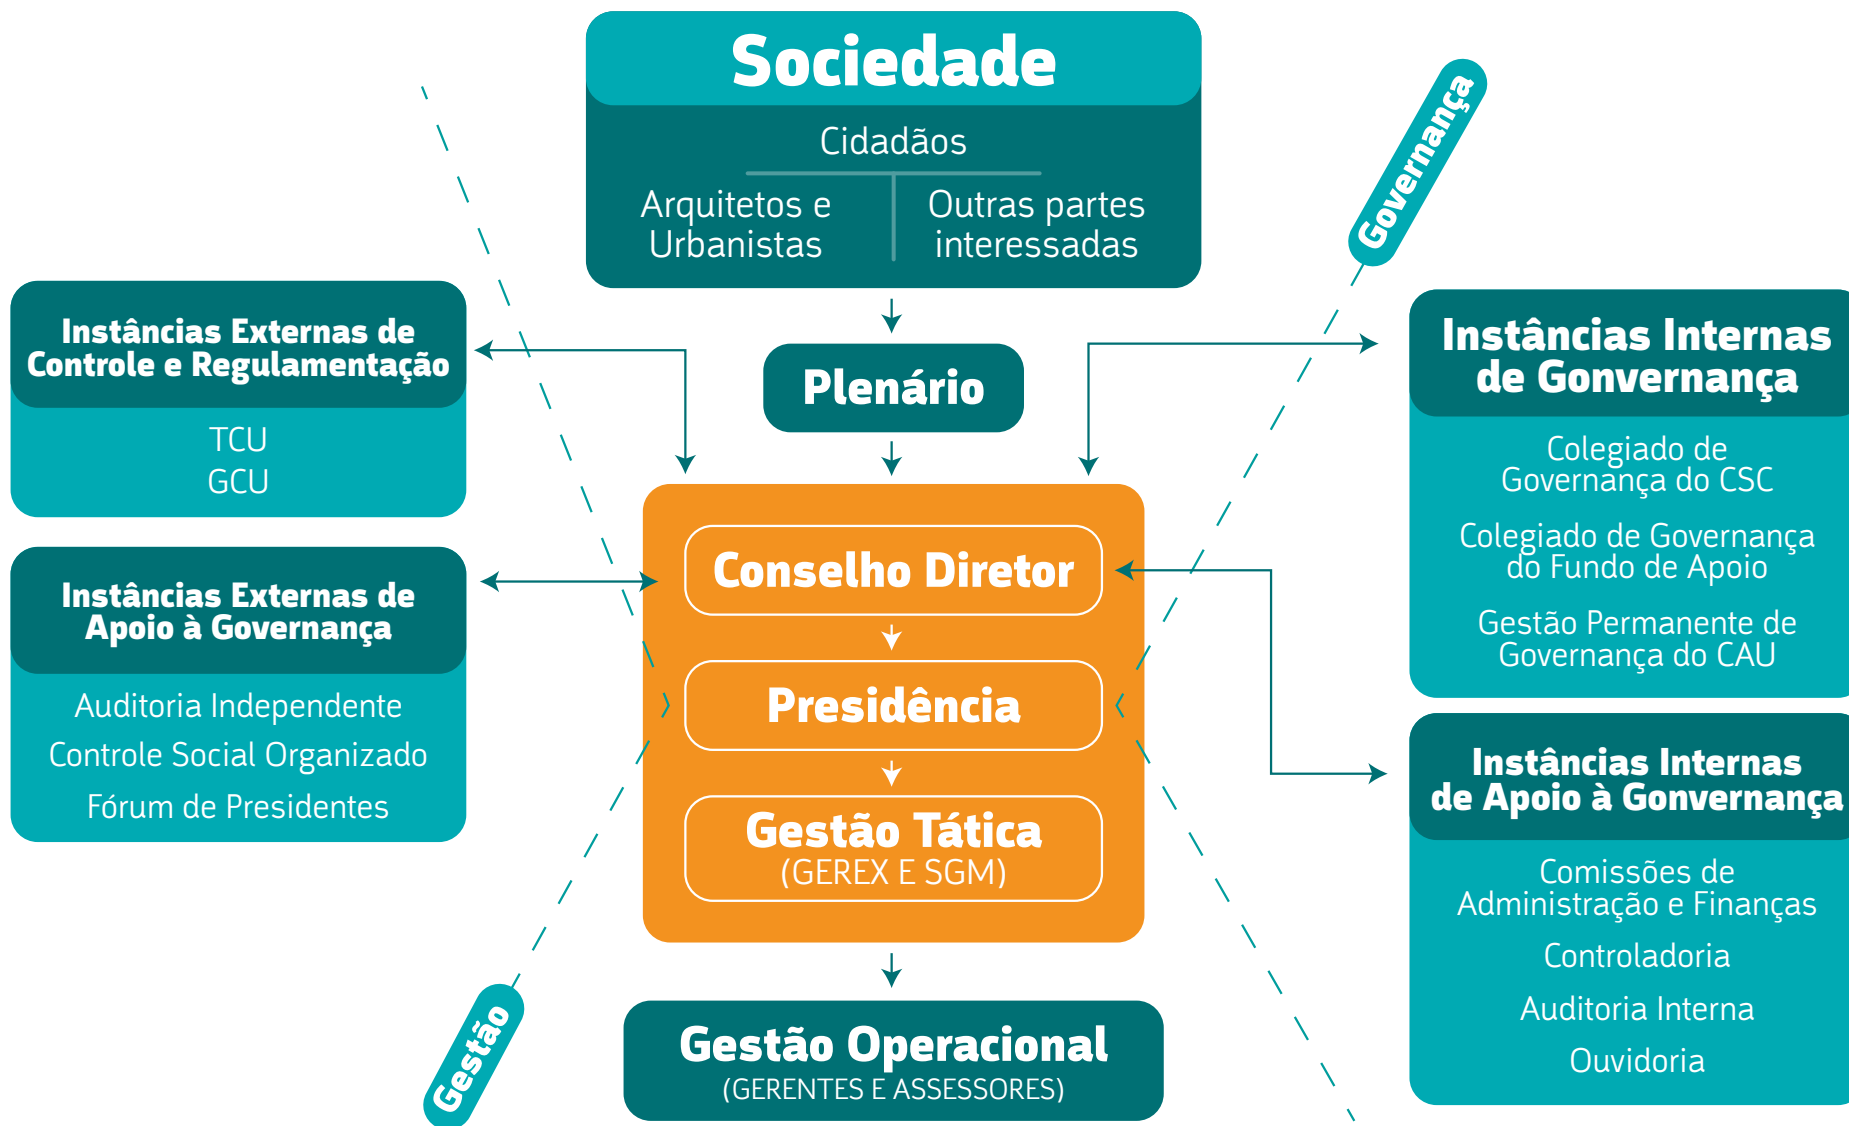 Sociedade
Cidadãos
Arquitetos e
Urbanistas
Outras partes
interessadas
Governança
Instâncias Externas de
Controle e Regulamentação
TCU
GCU
Plenário
Instâncias Internas
de Gonvernança
Colegiado de
Governança do CSC
Colegiado de Governança
do Fundo de Apoio
Gestão Permanente de
Governança do CAU
Instâncias Externas de
Apoio à Governança
Auditoria Independente
Controle Social Organizado
Fórum de Presidentes
Conselho Diretor
Presidência
Gestão Tática
(GEREX E SGM)
Instâncias Internas
de Apoio à Gonvernança
Comissões de
Administração e Finanças
Controladoria
Auditoria Interna
Ouvidoria
Gestão
Gestão Operacional
(GERENTES E ASSESSORES)